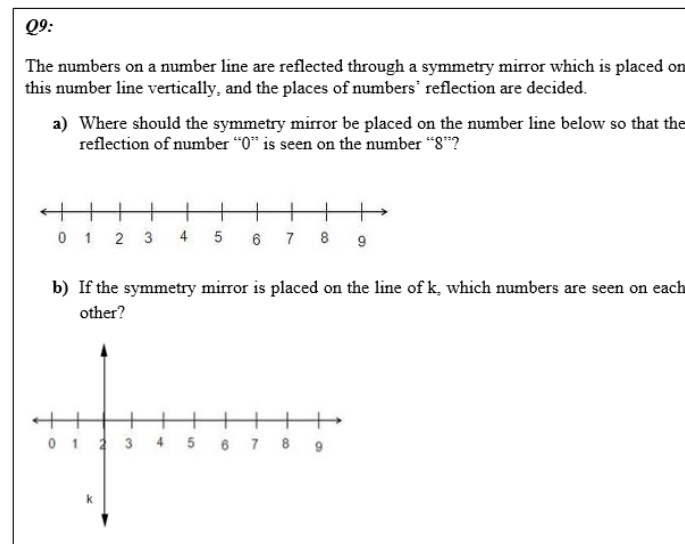 Q9:
The numbers on a number line are reflected through a symmetry mirror which is placed on
this number line vertically, and the places of numbers’ reflection are decided.
a) Where should the symmetry mirror be placed on the number line below so that the
reflection of number “0” is seen on the number “8”?
0 1 2 3 4 5 6 7 8 9
b) If the symmetry mirror is placed on the line of k, which numbers are seen on each
other?
0 1 2 3 4 5 6 7 8 9
k